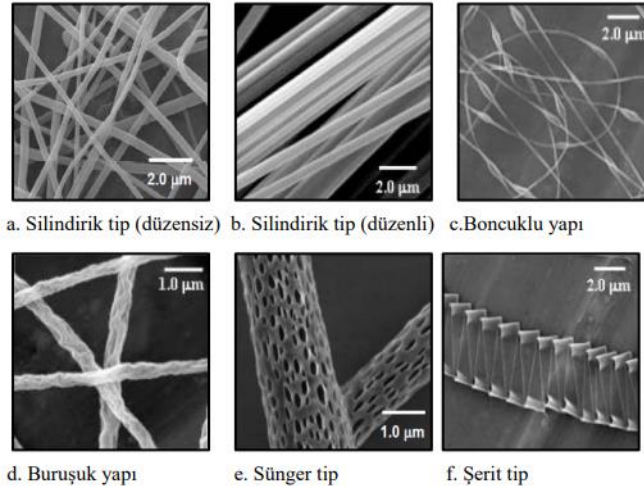 2.0 μm
2.0 μm
2.0 μm
a. Silindirik tip (düzensiz) b. Silindirik tip (düzenli) c.Boncuklu yapı
1.0 μm
1.0 μm
2.0 μm
d. Buruşuk yapı e. Sünger tip f. Şerit tip